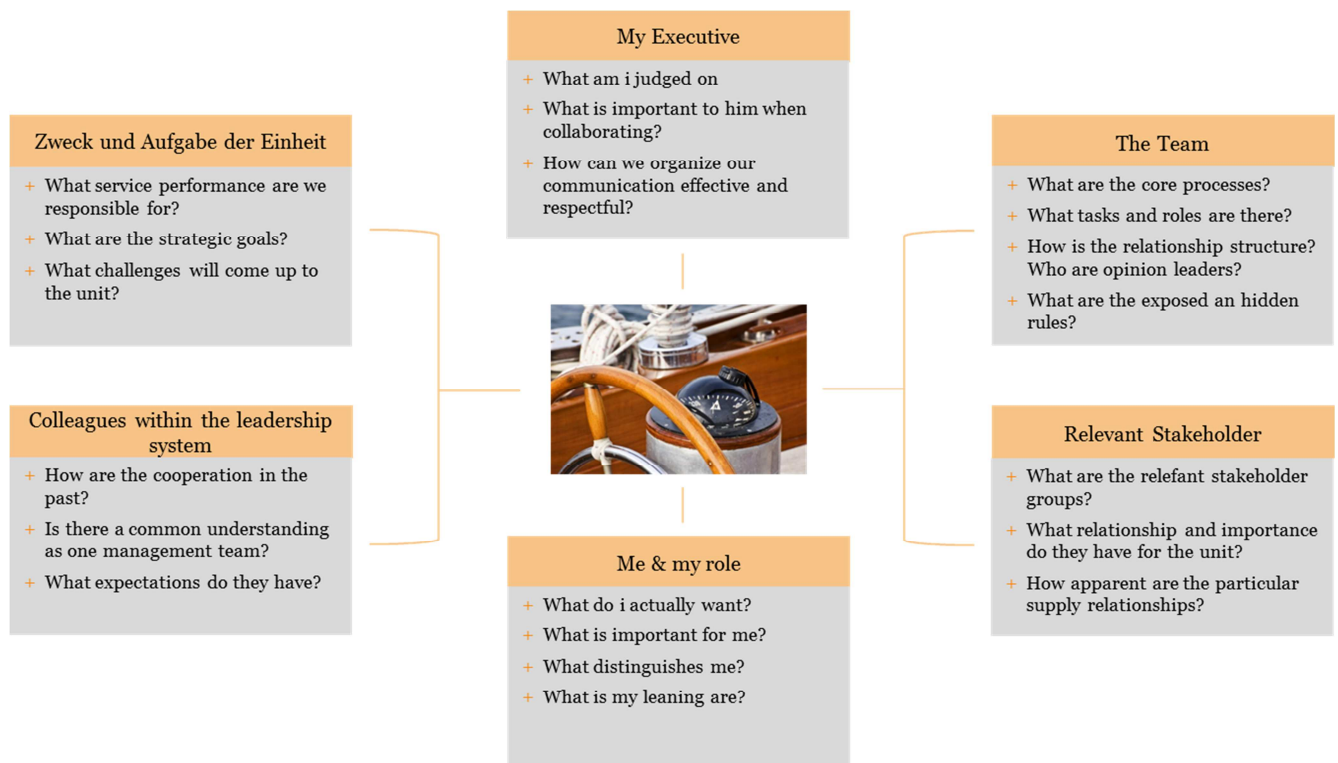 My Executive
+ What am i judged on
+ What is important to him when
collaborating?
+ How can we organize our
communication effective and
respectful?
Zweck und Aufgabe der Einheit
+ What service performance are we
responsible for?
+ What are the strategic goals?
+ What challenges will come up to
the unit?
The Team
+ What are the core processes?
+ What tasks and roles are there?
+ How is the relationship structure?
Who are opinion leaders?
+ What are the exposed an hidden
rules?
Colleagues within the leadership
system
+ How are the cooperation in the
past?
+ Is there a common understanding
as one management team?
+ What expectations do they have?
Relevant Stakeholder
+ What are the relefant stakeholder
groups?
+ What relationship and importance
do they have for the unit?
+ How apparent are the particular
supply relationships?
Me & my role
+ What do i actually want?
+ What is important for me?
+ What distinguishes me?
+ What is my leaning are?